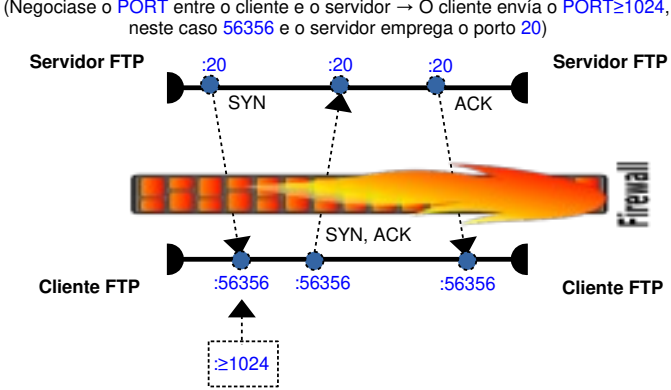 (Negociase o PORT entre o cliente e o servidor → O cliente envía o PORT≥1024,
neste caso 56356 e o servidor emprega o porto 20)
Servidor FTP
:20
:20
:20
Servidor FTP
SYN
ACK
Firewall
SYN, ACK
Cliente FTP
:56356
:56356
:56356
Cliente FTP
:≥1024